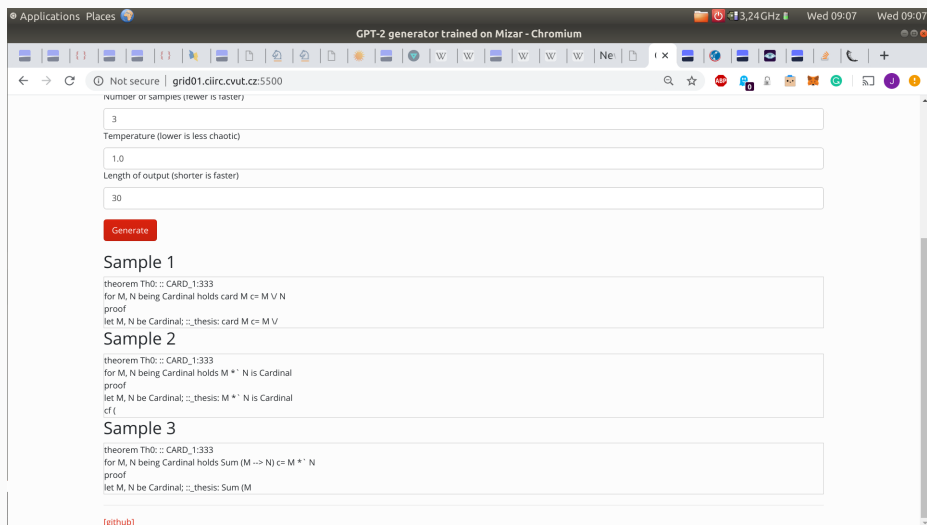 Applications Places 3,24GHz Wed 09:07 Wed 09:07
GPT-2 generator trained on Mizar - Chromium
Not secure | grid01.ciirc.cvut.cz:5500
Number of samples (fewer is faster)
3
Temperature (lower is less chaotic)
1.0
Length of output (shorter is faster)
30
Generate
Sample 1
theorem Th0: :: CARD_1:333
for M, N being Cardinal holds card M c= M \/ N
proof
let M, N be Cardinal; ::_thesis: card M c= M \/
Sample 2
theorem Th0: :: CARD_1:333
for M, N being Cardinal holds M *` N is Cardinal
proof
let M, N be Cardinal; ::_thesis: M *` N is Cardinal
cf (
Sample 3
theorem Th0: :: CARD_1:333
for M, N being Cardinal holds Sum (M --> N) c= M *` N
proof
let M, N be Cardinal; ::_thesis: Sum (M
[github]